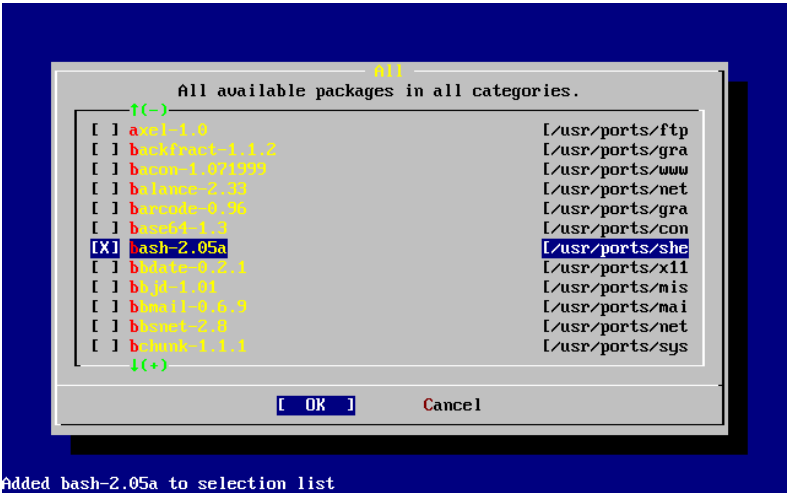 All
All available packages in all categories.
↑(-)
[ ] axel-1.0 [/usr/ports/ftp
[ ] backfract-1.1.2 [/usr/ports/gra
[ ] bacon-1.071999 [/usr/ports/www
[ ] balance-2.33 [/usr/ports/net
[ ] barcode-0.96 [/usr/ports/gra
[ ] base64-1.3 [/usr/ports/con
[X] bash-2.05a [/usr/ports/she
[ ] bbdate-0.2.1 [/usr/ports/x11
[ ] bbjd-1.01 [/usr/ports/mis
[ ] bbmail-0.6.9 [/usr/ports/mai
[ ] bbsnet-2.8 [/usr/ports/net
[ ] bchunk-1.1.1 [/usr/ports/sys
↓(+)
[ OK ] Cancel
Added bash-2.05a to selection list